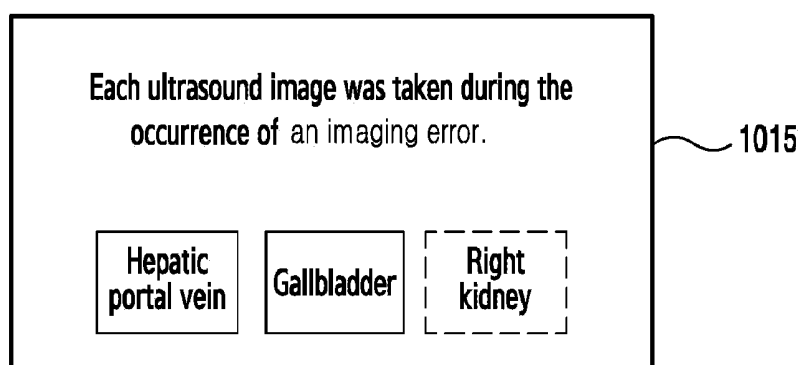 Each ultrasound image was taken during the
occurrence of an imaging error.
1015
Hepatic
portal vein
Gallbladder
Right
kidney